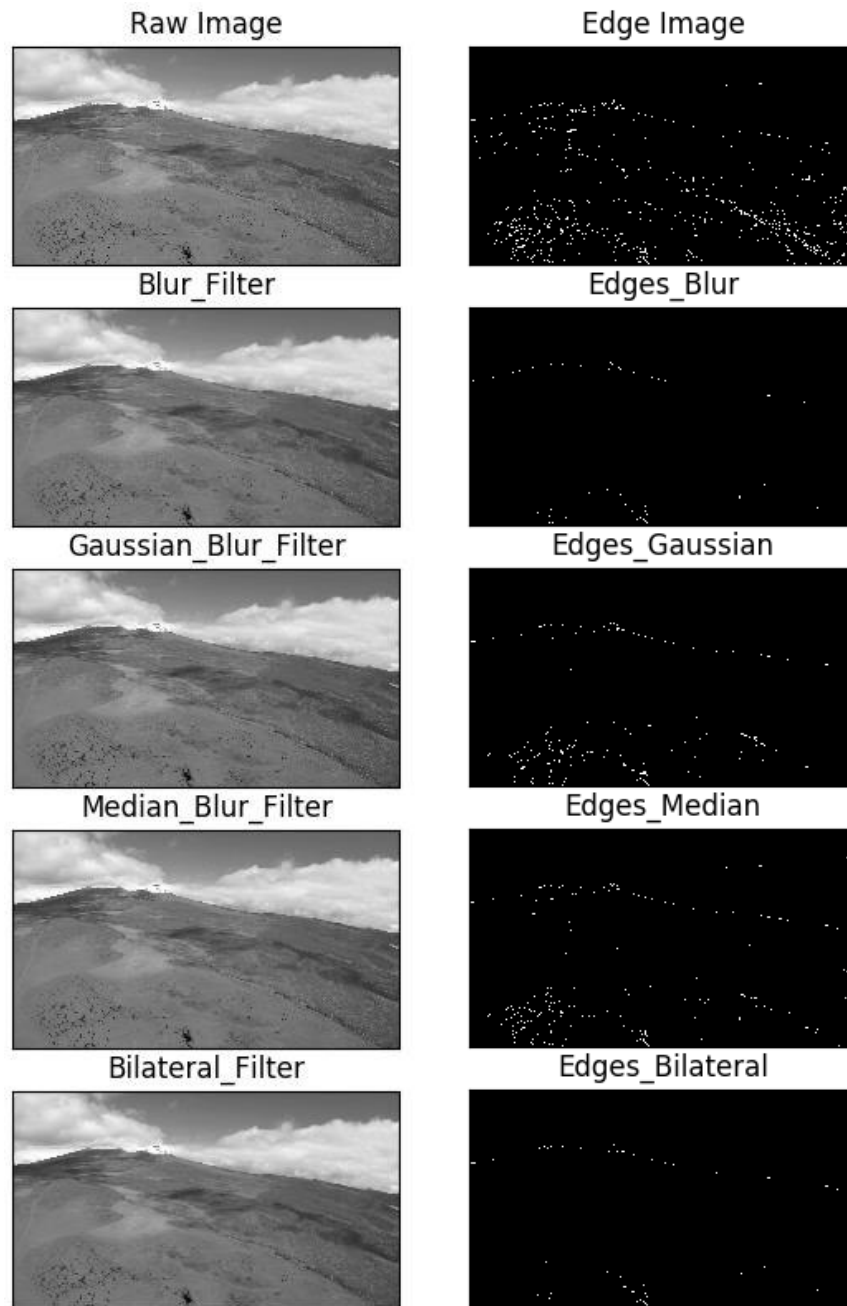 Raw Image
Edge Image
Blur_Filter
Edges_Blur
Gaussian_Blur_Filter
Edges_Gaussian
Median_Blur_Filter
Edges_Median
Bilateral_Filter
Edges_Bilateral